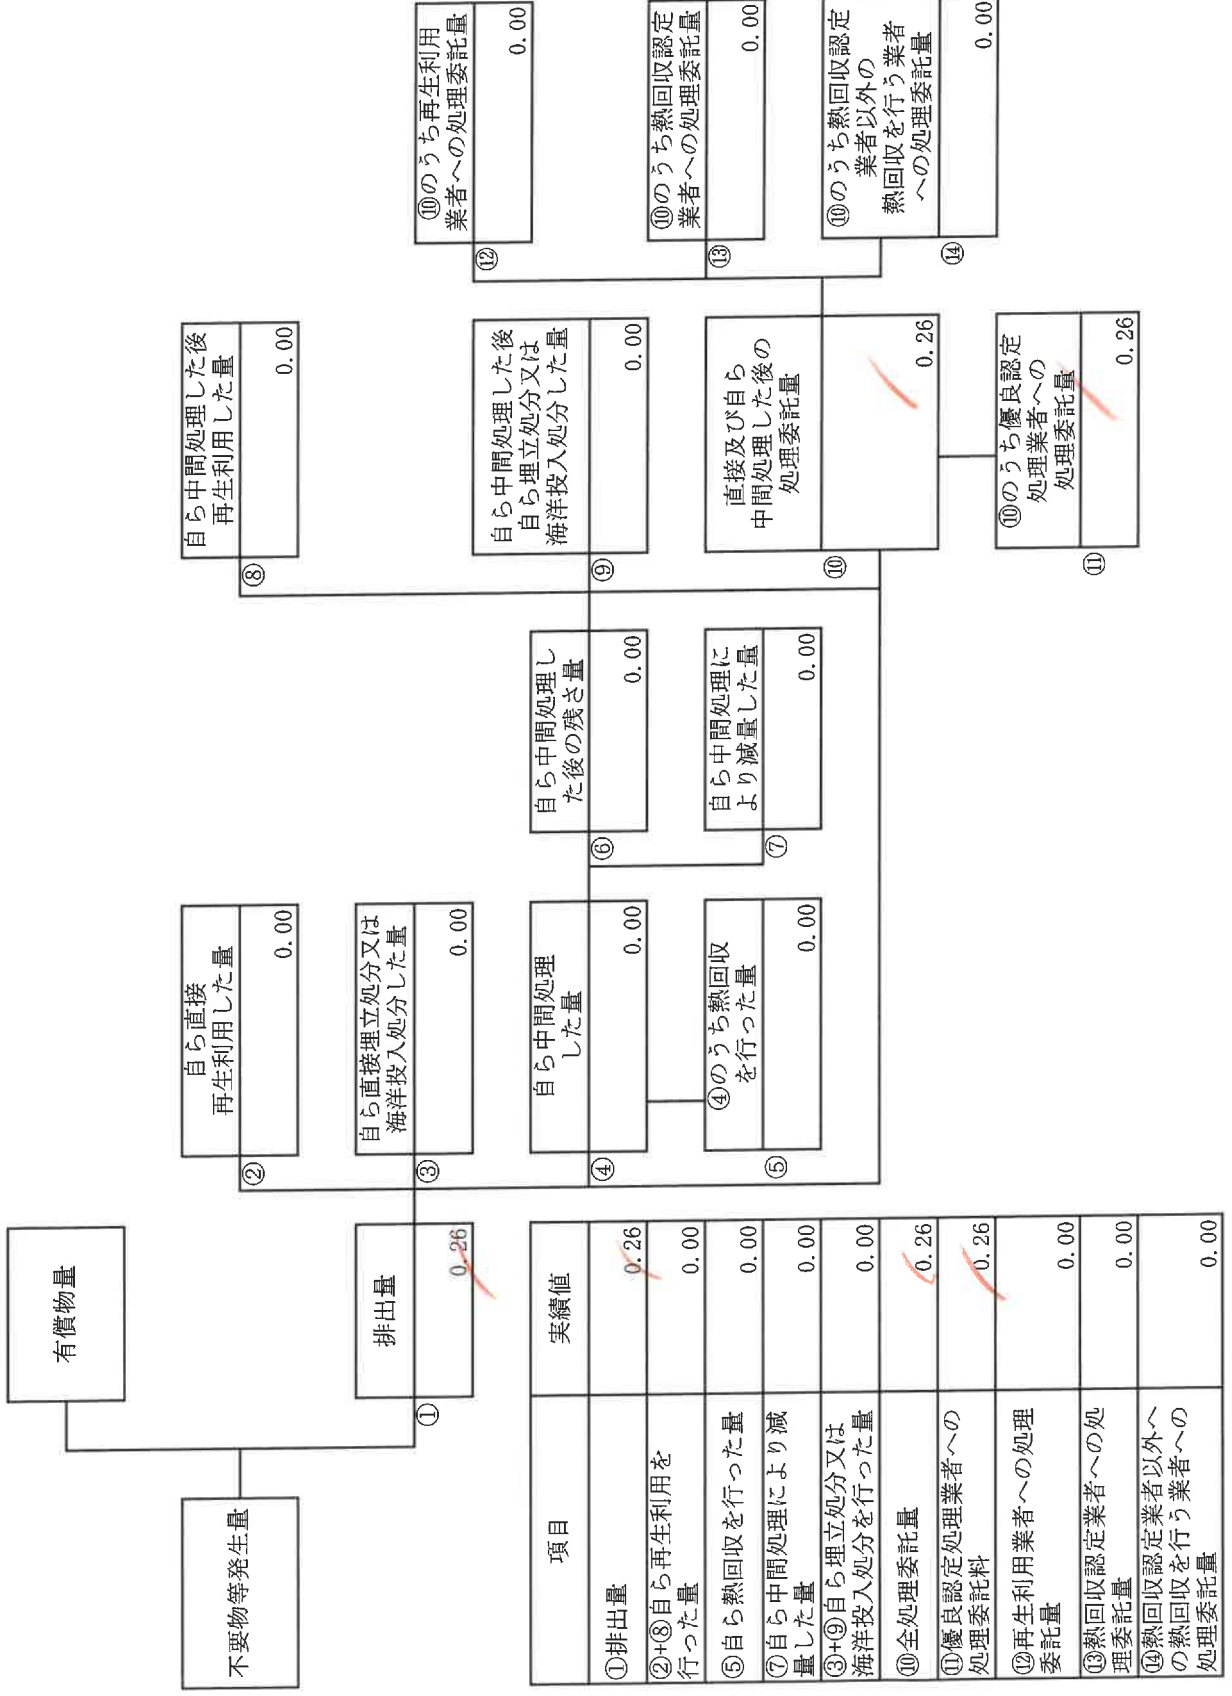 不要物等発生量
有償物量
①
排出量
0.26
②
自ら直接
再生利用した量
0.00
③
自ら直接埋立処分又は
海洋投入処分した量
0.00
④
自ら中間処理
した量
0.00
⑤
④のうち熱回収
を行った量
0.00
⑥
自ら中間処理し
た後の残さ量
0.00
⑦
自ら中間処理に
より減量した量
0.00
⑧
自ら中間処理した後
再生利用した量
0.00
⑨
自ら中間処理した後
自ら埋立処分又は
海洋投入処分した量
0.00
⑩
直接及び自ら
中間処理した後の
処理委託量
0.26
⑪
⑩のうち優良認定
処理業者への
処理委託量
0.26
⑫
⑩のうち再生利用
業者への処理委託量
0.00
⑬
⑩のうち熱回収認定
業者への処理委託量
0.00
⑭
⑩のうち熱回収認定
業者以外の
熱回収を行う業者
への処理委託量
0.00
項目 実績値
①排出量 0.26
②+⑧自ら再生利用を
行った量 0.00
⑤自ら熱回収を行った量 0.00
⑦自ら中間処理により減
量した量 0.00
③+⑨自ら埋立処分又は
海洋投入処分を行った量 0.00
⑩全処理委託量 0.26
⑪優良認定処理業者への
処理委託料 0.26
⑫再生利用業者への処理
委託量 0.00
⑬熱回収認定業者への処
理委託量 0.00
⑭熱回収認定業者以外へ
の熱回収を行う業者への
処理委託量 0.00